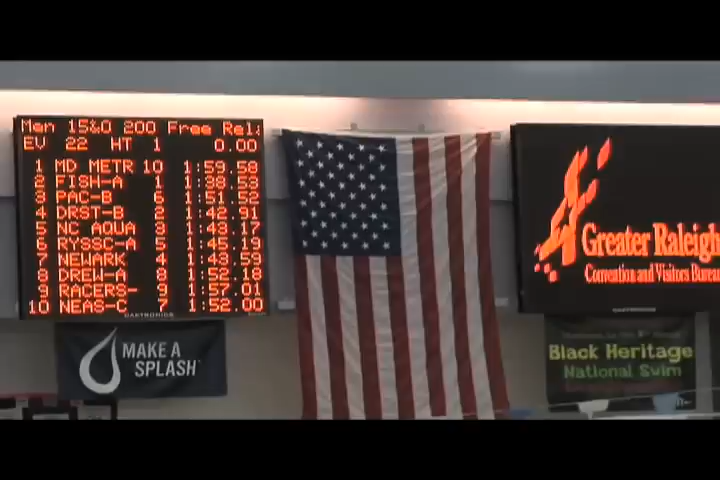 Men 15&O 200 Free Rel
EV 22 HT 1 0.00
1 MD METR 10 1:59.58
2 FISH-A 1 1:38.53
3 PAC-B 6 1:51.52
4 DRST-B 2 1:42.91
5 NC AQUA 3 1:43.17
6 RYSSC-A 5 1:45.19
7 NEWARK 4 1:43.59
8 DREW-A 8 1:52.18
9 RACERS- 9 1:57.01
10 NEAS-C 7 1:52.00
DAKTRONICS
MAKE A
SPLASH
Greater Raleigh
Convention and Visitors Bureau
Black Heritage
National Swim